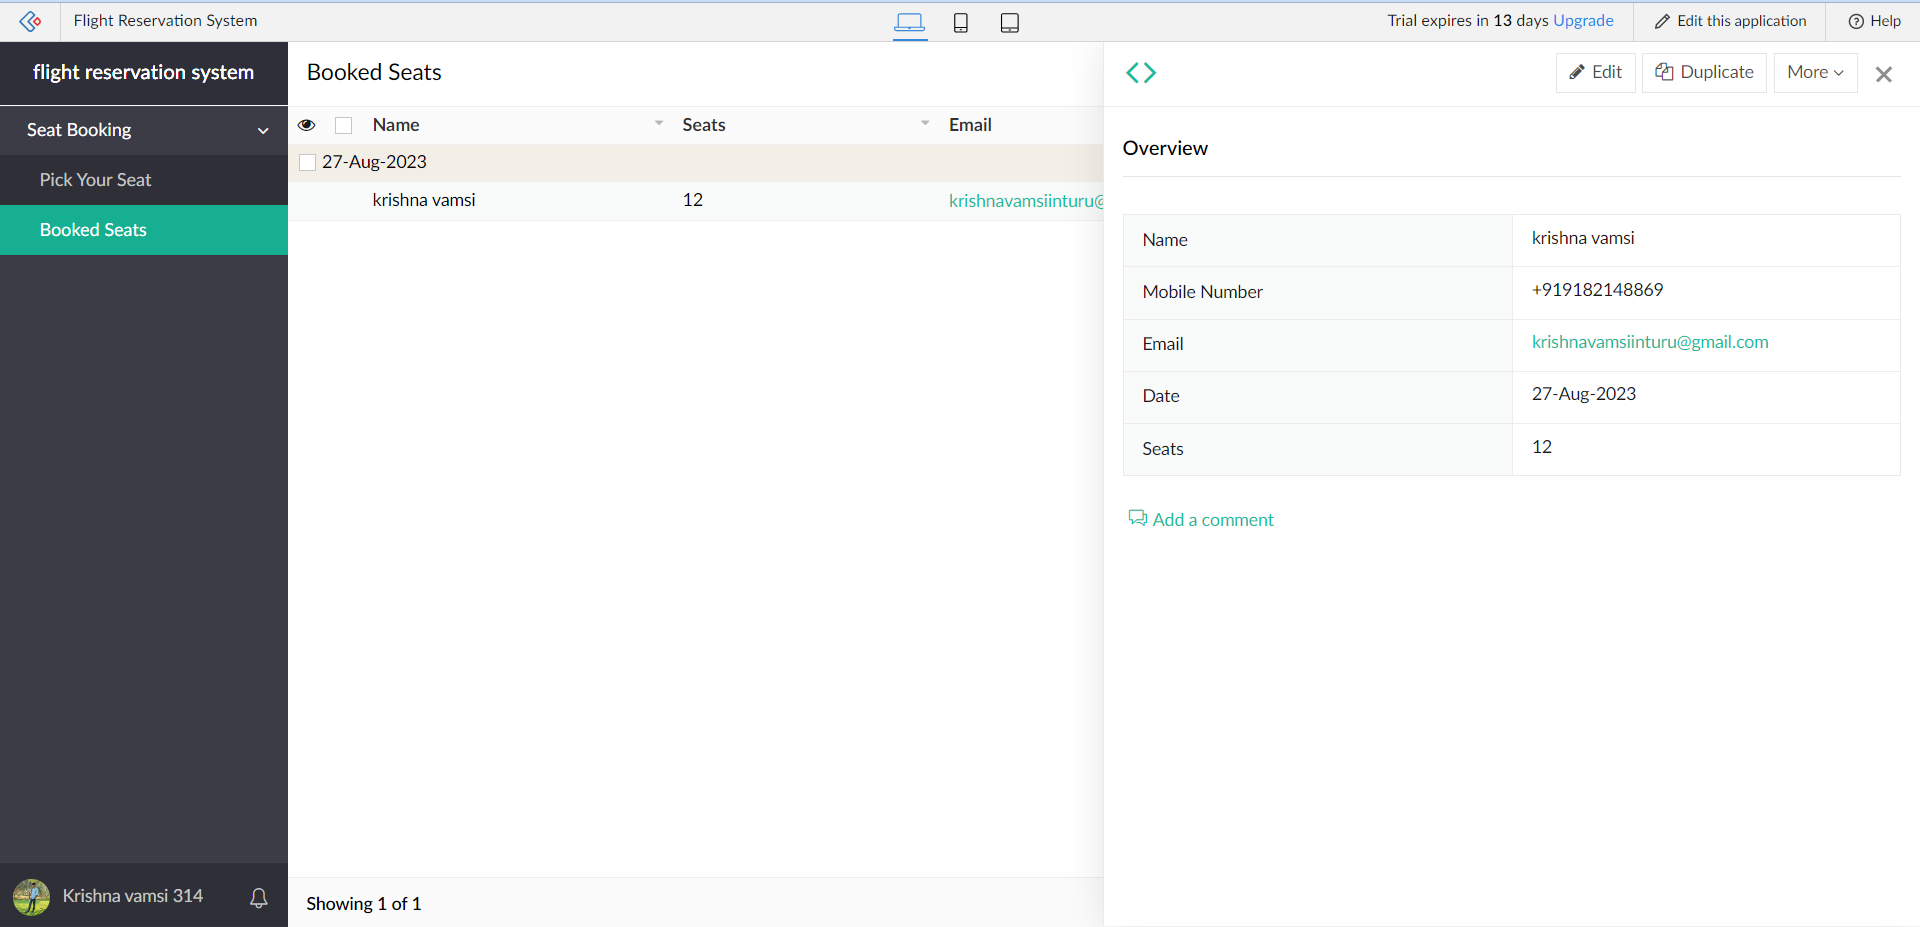 Flight Reservation System
Trial expires in 13 days Upgrade
Edit this application
Help
flight reservation system
Seat Booking
Pick Your Seat
Booked Seats
Krishna vamsi 314
Booked Seats
Name Seats Email
27-Aug-2023
krishna vamsi 12 krishnavamsiinturu@
Showing 1 of 1
Edit Duplicate More
Overview
Name krishna vamsi
Mobile Number +919182148869
Email krishnavamsiinturu@gmail.com
Date 27-Aug-2023
Seats 12
Add a comment